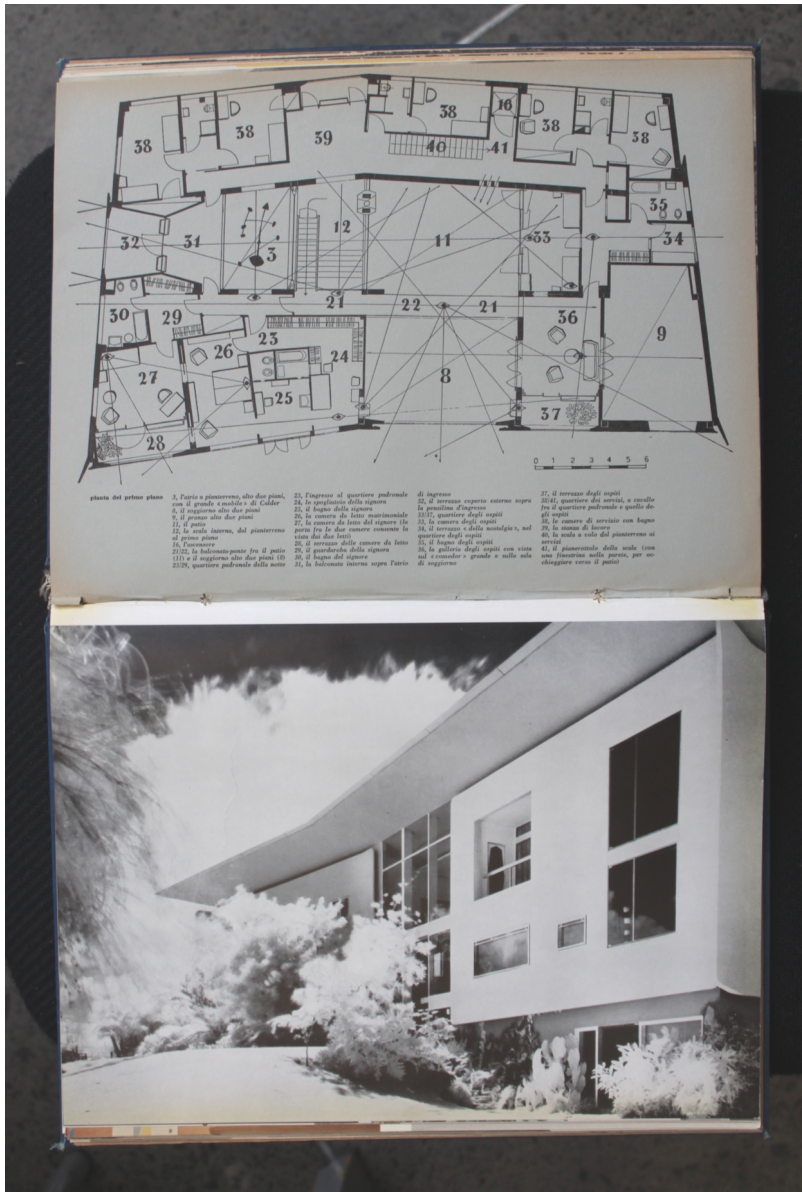 38
38
38
16
38
38
39
40
41
35
32
31
3
12
11
33
34
30
29
21
22
21
36
9
23
26
24
27
8
25
37
28
0 1 2 3 4 5 6
pianta del primo piano
3, l'atrio a pianterreno, alto due piani,
con il grande «mobile» di Calder
8, il soggiorno alto due piani
9, il pranzo alto due piani
11, il patio
12, la scala interna, dal pianterreno
al primo piano
16, l'ascensore
21/22, la balconata-ponte fra il patio
(11) e il soggiorno alto due piani (8)
23/29, quartiere padronale della notte
23, l'ingresso al quartiere padronale
24, lo spogliatoio della signora
25, il bagno della signora
26, la camera da letto matrimoniale
27, la camera da letto del signore (le
porta fra le due camere consente la
vista dai due letti)
28, il terrazzo delle camere da letto
29, il guardaroba della signora
30, il bagno del signore
31, la balconata interna sopra l'atrio
di ingresso
32, il terrazzo coperto esterno sopra
la pensilina d'ingresso
33/37, quartiere degli ospiti
33, la camera degli ospiti
34, il terrazzo «della nostalgia», nel
quartiere degli ospiti
35, il bagno degli ospiti
36, la galleria degli ospiti con vista
sul «comedor» grande e sulla sala
di soggiorno
37, il terrazzo degli ospiti
38/41, quartiere dei servizi, a cavallo
fra il quartiere padronale e quello de-
gli ospiti
38, le camere di servizio con bagno
39, la stanza di lavoro
40, la scala a volo dal pianterreno ai
servizi
41, il pianerottolo della scala (con
una finestrina nella parete, per oc-
chieggiare verso il patio)